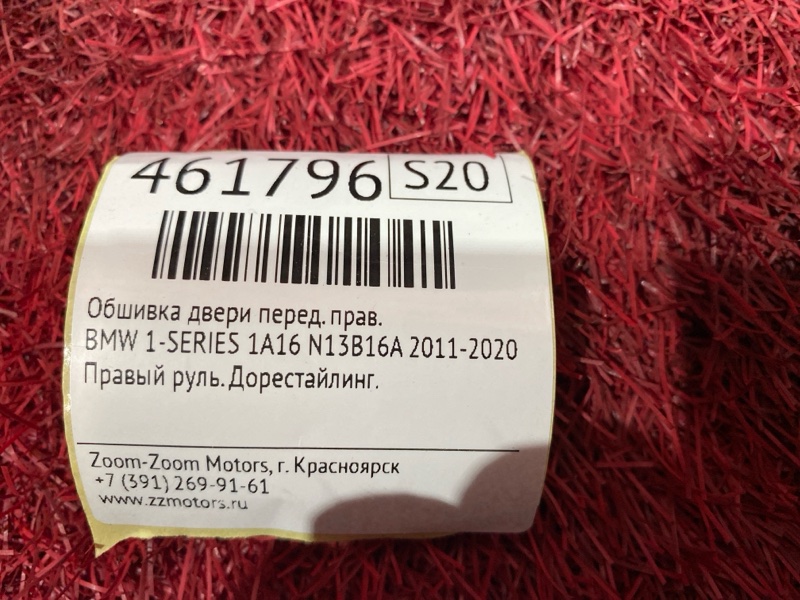 461796 S20
Обшивка двери перед. прав.
BMW 1-SERIES 1A16 N13B16A 2011-2020
Правый руль. Дорестайлинг.
Zoom-Zoom Motors, г. Красноярск
+7 (391) 269-91-61
www.zzmotors.ru